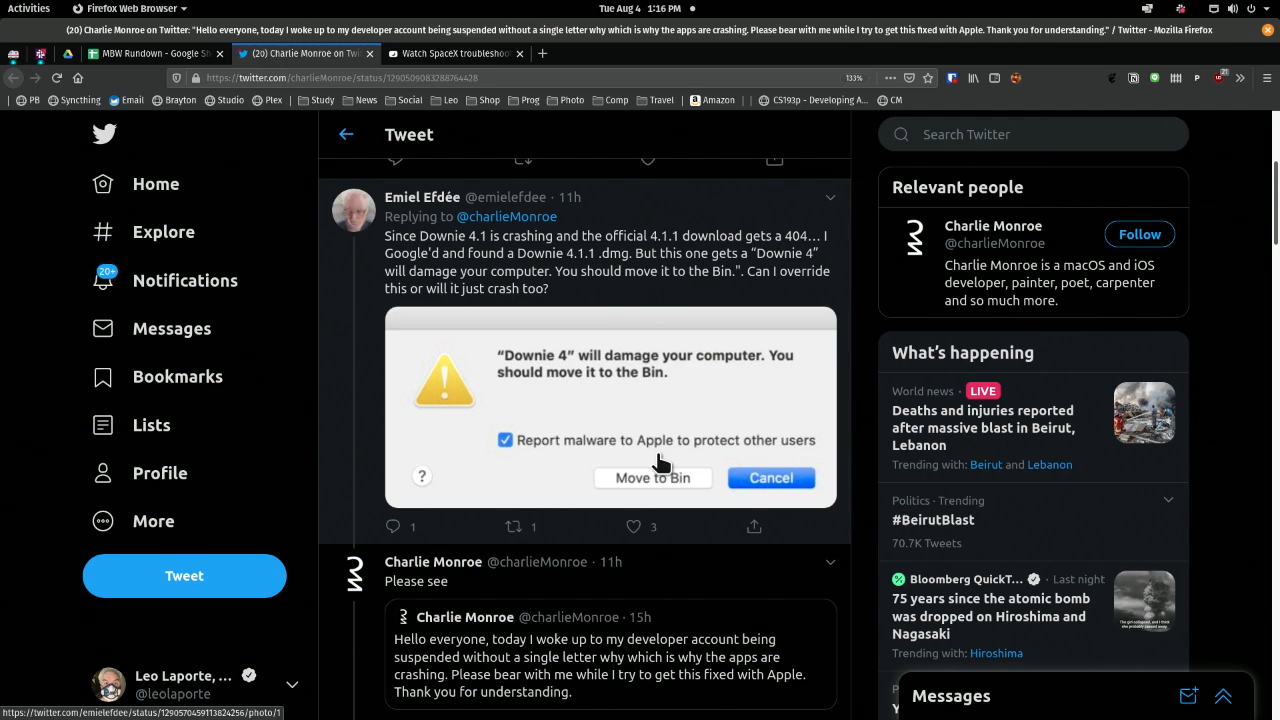 Activities
Firefox Web Browser
Tue Aug 4 1:16 PM
(20) Charlie Monroe on Twitter: "Hello everyone, today I woke up to my developer account being suspended without a single letter why which is why the apps are crashing. Please bear with me while I try to get this fixed with Apple. Thank you for understanding." / Twitter - Mozilla Firefox
MBW Rundown - Google Sh
(20) Charlie Monroe on Twi
Watch SpaceX troubleshoot
https://twitter.com/charlieMonroe/status/1290509083288764428
133%
21
PB
Syncthing
Email
Brayton
Studio
Plex
Study
News
Social
Leo
Shop
Prog
Photo
Comp
Travel
Amazon
CS193p - Developing A...
CM
Home
Explore
20+
Notifications
Messages
Bookmarks
Lists
Profile
More
Tweet
Leo Laporte, ...
@leolaporte
https://twitter.com/emielefdee/status/1290570459113824256/photo/1
Tweet
Emiel Efdée @emielefdee · 11h
Replying to @charlieMonroe
Since Downie 4.1 is crashing and the official 4.1.1 download gets a 404... I
Google'd and found a Downie 4.1.1 .dmg. But this one gets a "Downie 4"
will damage your computer. You should move it to the Bin.". Can I override
this or will it just crash too?
"Downie 4" will damage your computer. You
should move it to the Bin.
Report malware to Apple to protect other users
?
Move to Bin
Cancel
1
1
3
Charlie Monroe @charlieMonroe · 11h
Please see
Charlie Monroe @charlieMonroe · 15h
Hello everyone, today I woke up to my developer account being
suspended without a single letter why which is why the apps are
crashing. Please bear with me while I try to get this fixed with Apple.
Thank you for understanding.
Search Twitter
Relevant people
Charlie Monroe
@charlieMonroe
Follow
Charlie Monroe is a macOS and iOS
developer, painter, poet, carpenter
and so much more.
What's happening
World news · LIVE
Deaths and injuries reported
after massive blast in Beirut,
Lebanon
Trending with: Beirut and Lebanon
Politics · Trending
#BeirutBlast
70.7K Tweets
Bloomberg QuickT... · Last night
75 years since the atomic bomb
was dropped on Hiroshima and
Nagasaki
Trending with: Hiroshima
Messages